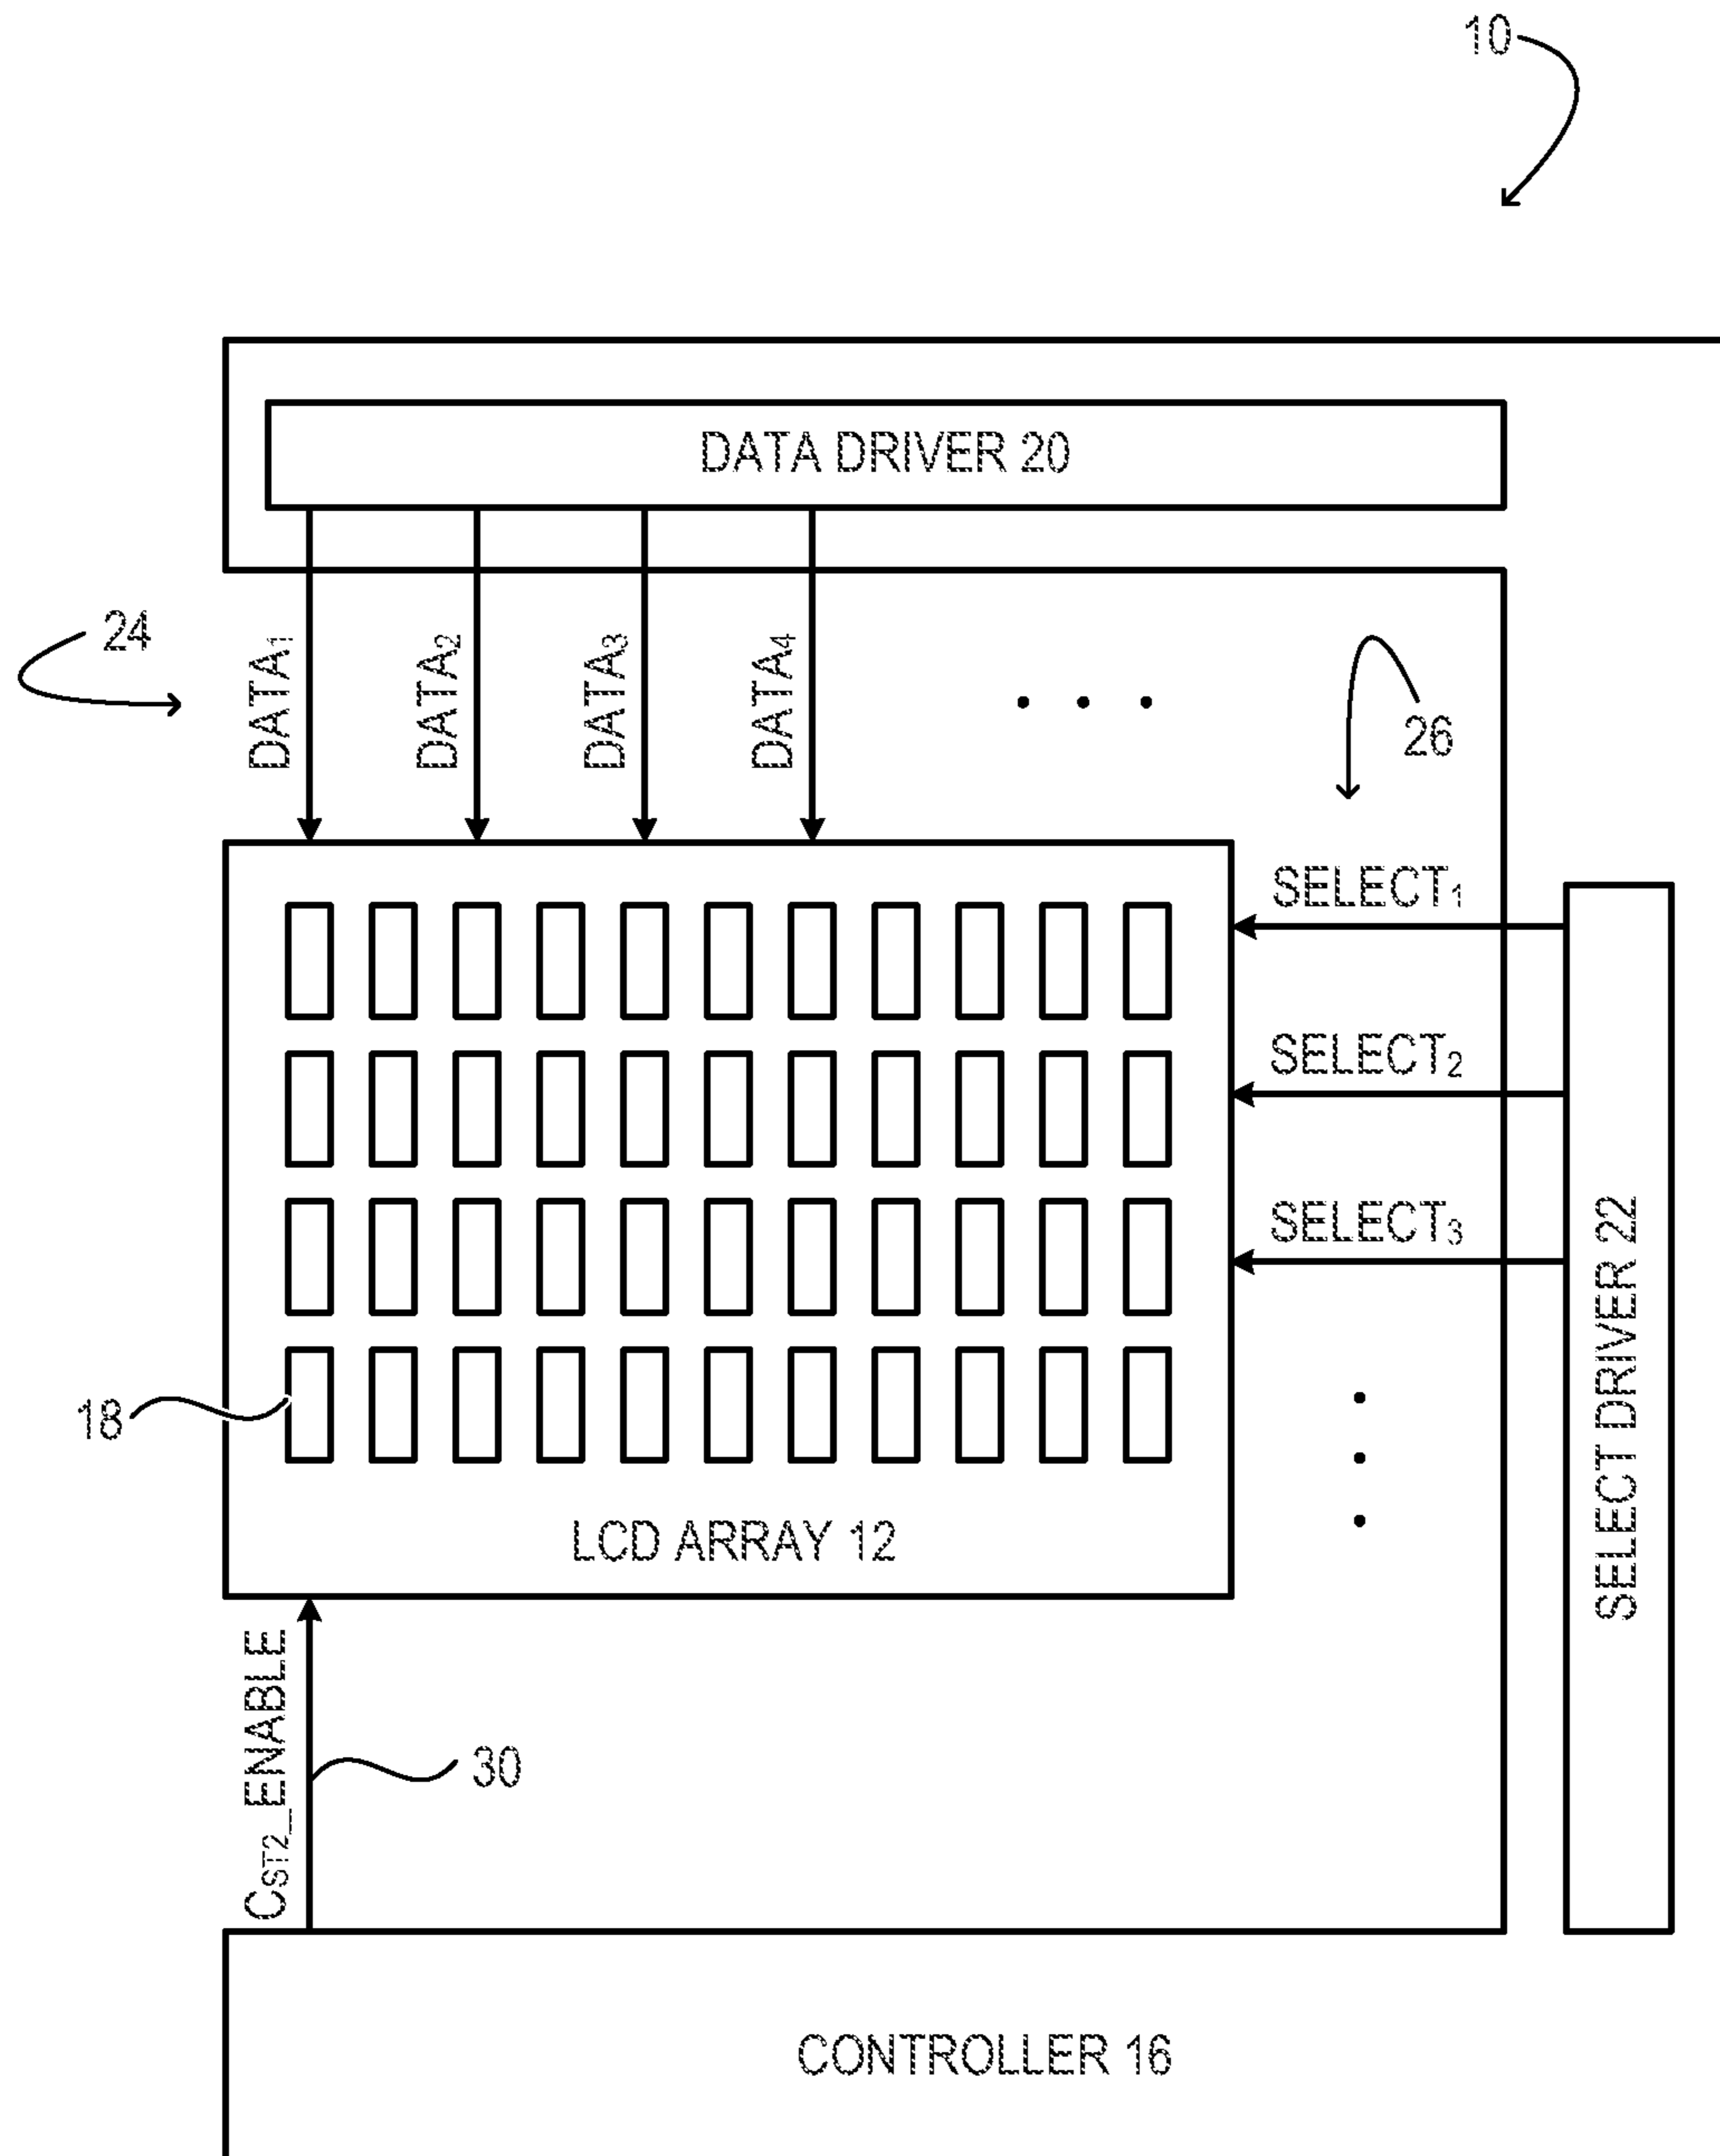 10
DATA DRIVER 20
24
DATA₁
DATA₂
DATA₃
DATA₄
26
SELECT₁
SELECT₂
SELECT₃
SELECT DRIVER 22
18
LCD ARRAY 12
C_ST2_ENABLE
30
CONTROLLER 16